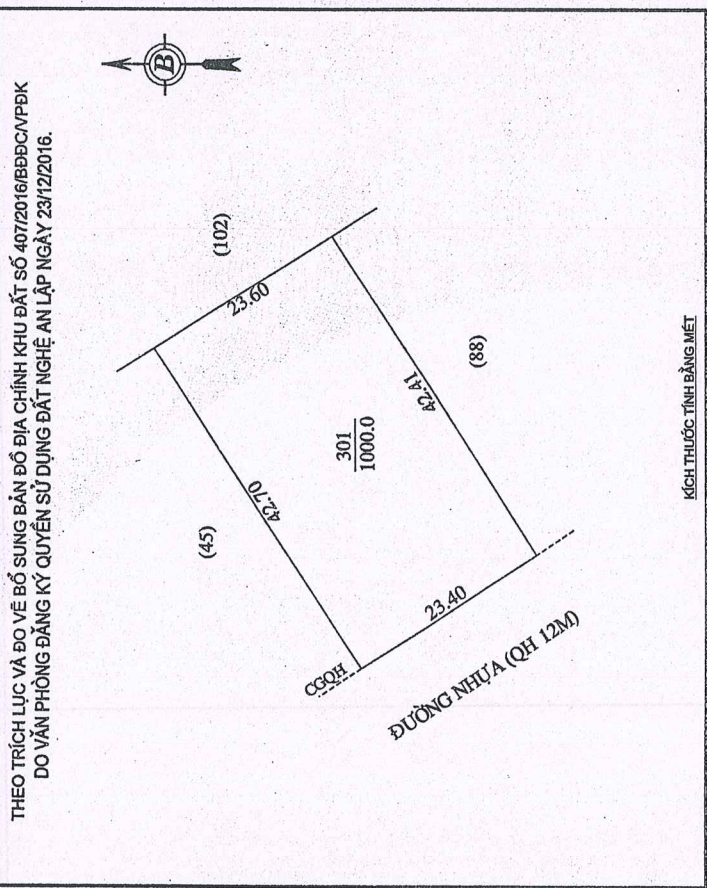 THEO TRÍCH LỤC VÀ ĐO VẼ BỔ SUNG BẢN ĐỒ ĐỊA CHÍNH KHU ĐẤT SỐ 407/2016/BĐĐC/VPĐK
DO VĂN PHÒNG ĐĂNG KÝ QUYỀN SỬ DỤNG ĐẤT NGHỆ AN LẬP NGÀY 23/12/2016.
B
(102)
23.60
(45)
42.70
301
1000.0
42.41
(88)
CGQH
23.40
ĐƯỜNG NHỰA (QH 12M)
KÍCH THƯỚC TÍNH BẰNG MÉT